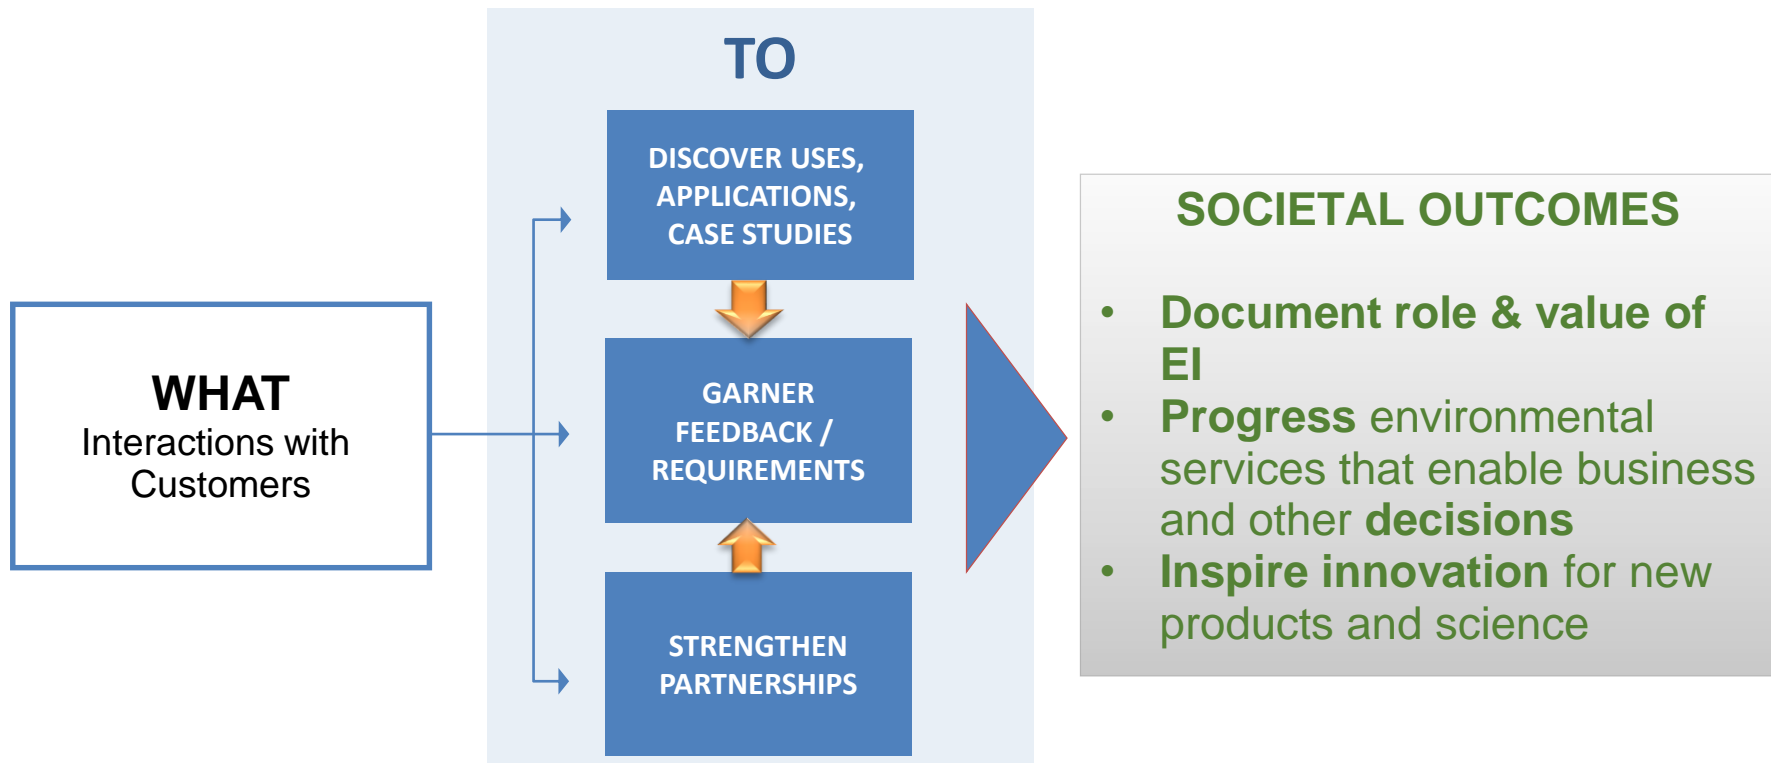 TO
WHAT
Interactions with
Customers
DISCOVER USES,
APPLICATIONS,
CASE STUDIES
GARNER
FEEDBACK /
REQUIREMENTS
STRENGTHEN
PARTNERSHIPS
SOCIETAL OUTCOMES
• Document role & value of
EI
• Progress environmental
services that enable business
and other decisions
• Inspire innovation for new
products and science